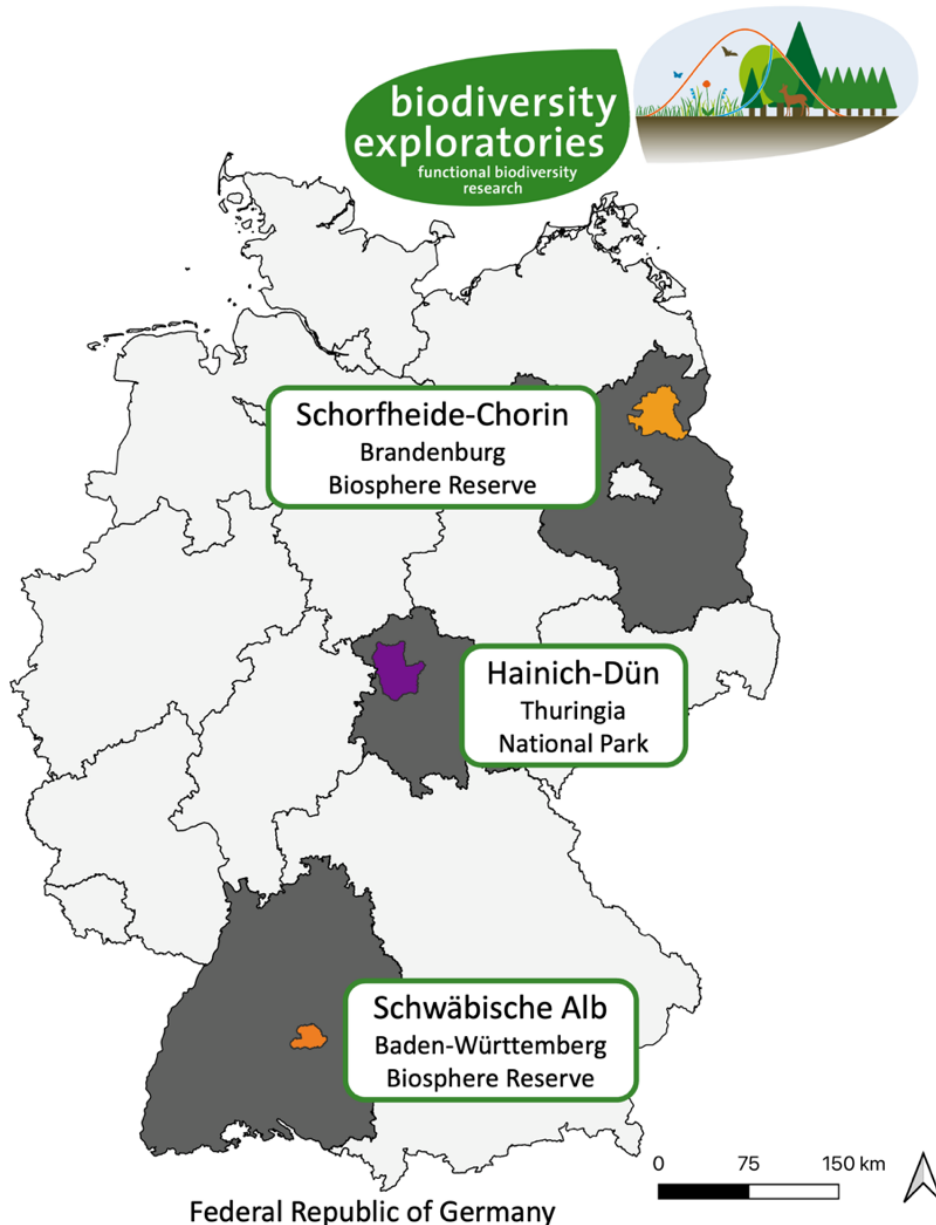 biodiversity
exploratories
functional biodiversity
research
Schorfheide-Chorin
Brandenburg
Biosphere Reserve
Hainich-Dün
Thuringia
National Park
Schwäbische Alb
Baden-Württemberg
Biosphere Reserve
0 75 150 km
Federal Republic of Germany